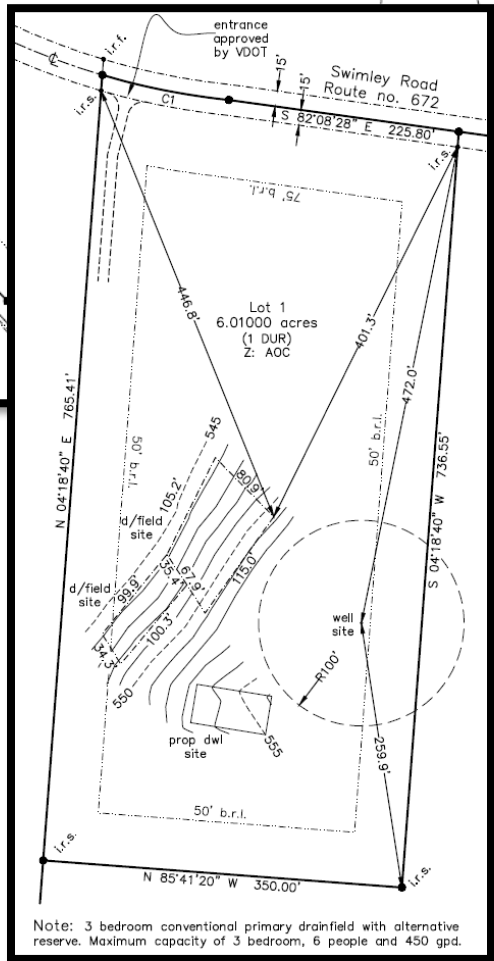 entrance
approved
by VDOT
i.r.f.
℄
15'
15'
Swimley Road
Route no. 672
i.r.s.
C1
S 82°08'28" E 225.80'
i.r.s.
75' b.r.l.
446.8'
Lot 1
6.01000 acres
(1 DUR)
Z: AOC
401.3'
472.0'
N 04°18'40" E 765.41'
50' b.r.l.
50' b.r.l.
S 04°18'40" W 736.55'
545
105.2'
80.9'
d/field
site
35.4'
67.9'
115.0'
d/field
site
99.9'
100.3'
34.3'
550
well
site
R100'
prop dwl
site
555
259.9'
50' b.r.l.
i.r.s.
i.r.s.
N 85°41'20" W 350.00'
Note: 3 bedroom conventional primary drainfield with alternative
reserve. Maximum capacity of 3 bedroom, 6 people and 450 gpd.